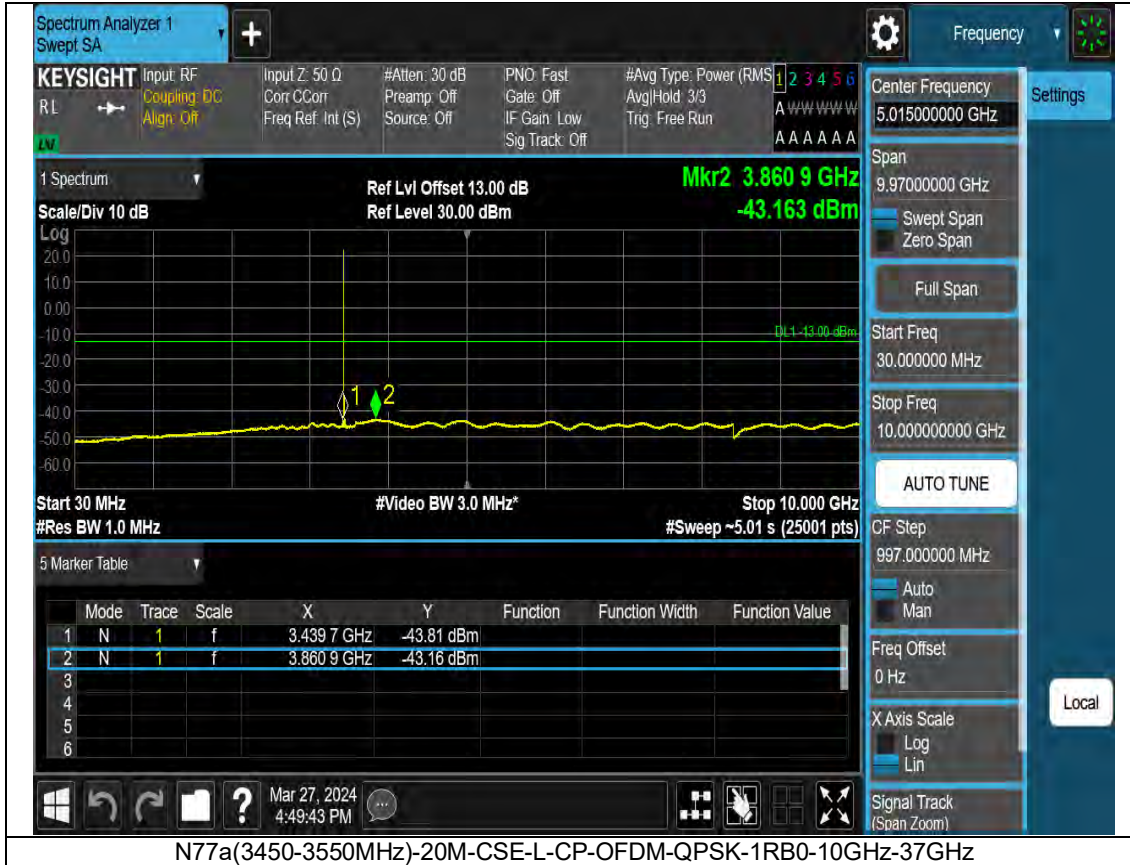 Spectrum Analyzer 1
Swept SA
+
Frequency
KEYSIGHT
RL
LXI
Input: RF
Coupling: DC
Align: Off
Input Z: 50 Ω
Corr CCorr
Freq Ref: Int (S)
#Atten: 30 dB
Preamp: Off
Source: Off
PNO: Fast
Gate: Off
IF Gain: Low
Sig Track: Off
#Avg Type: Power (RMS
Avg|Hold: 3/3
Trig: Free Run
1 2 3 4 5 6
A W W W W W
A A A A A A
Center Frequency
5.015000000 GHz
Settings
Span
9.97000000 GHz
Swept Span
Zero Span
Full Span
Start Freq
30.000000 MHz
Stop Freq
10.000000000 GHz
AUTO TUNE
CF Step
997.000000 MHz
Auto
Man
Freq Offset
0 Hz
X Axis Scale
Log
Lin
Signal Track
(Span Zoom)
Local
1 Spectrum
Scale/Div 10 dB
Log
Ref Lvl Offset 13.00 dB
Ref Level 30.00 dBm
Mkr2 3.860 9 GHz
-43.163 dBm
20.0
10.0
0.00
-10.0
-20.0
-30.0
-40.0
-50.0
-60.0
DL1 -13.00 dBm
1
2
Start 30 MHz
#Video BW 3.0 MHz*
Stop 10.000 GHz
#Res BW 1.0 MHz
#Sweep ~5.01 s (25001 pts)
5 Marker Table
Mode Trace Scale X Y Function Function Width Function Value
1 N 1 f 3.439 7 GHz -43.81 dBm
2 N 1 f 3.860 9 GHz -43.16 dBm
3
4
5
6
?
Mar 27, 2024
4:49:43 PM
N77a(3450-3550MHz)-20M-CSE-L-CP-OFDM-QPSK-1RB0-10GHz-37GHz